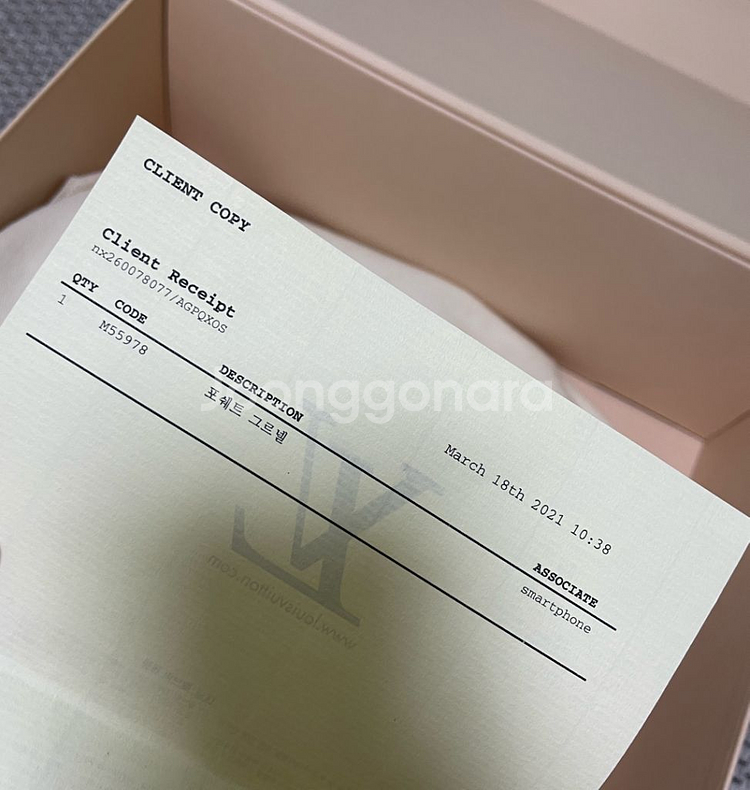 CLIENT COPY
Client Receipt
nx260078077/AGPQXOS
March 18th 2021 10:38
QTY CODE DESCRIPTION ASSOCIATE
1 M55978 포쉐트 그르넬 smartphone
joonggonara
LV
www.louisvuitton.com